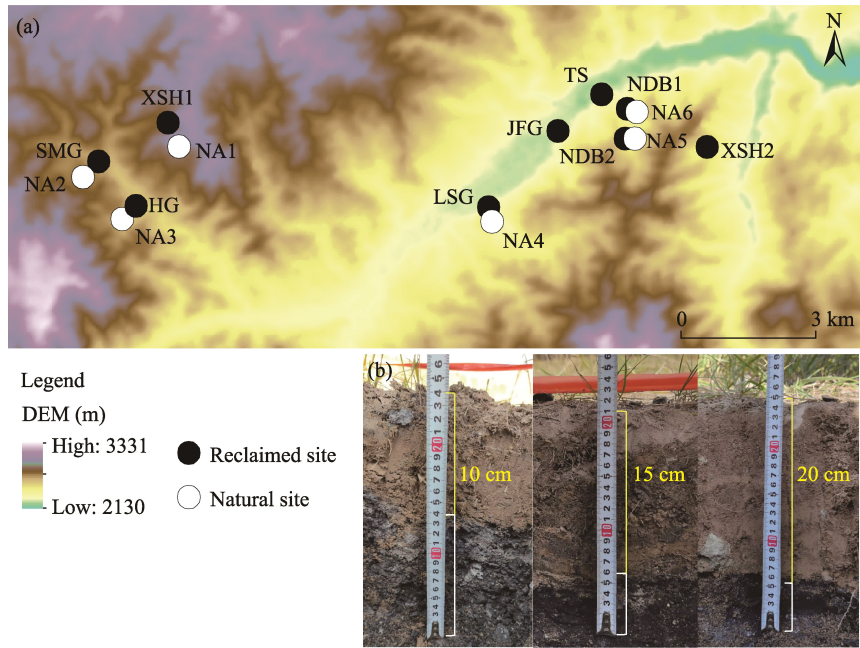 (a)
N
TS
NDB1
XSH1
NA6
JFG
NA1
SMG
NDB2
NA5
XSH2
NA2
HG
LSG
NA3
NA4
0
3 km
Legend
(b)
DEM (m)
High: 3331
Reclaimed site
10 cm
15 cm
20 cm
Low: 2130
Natural site